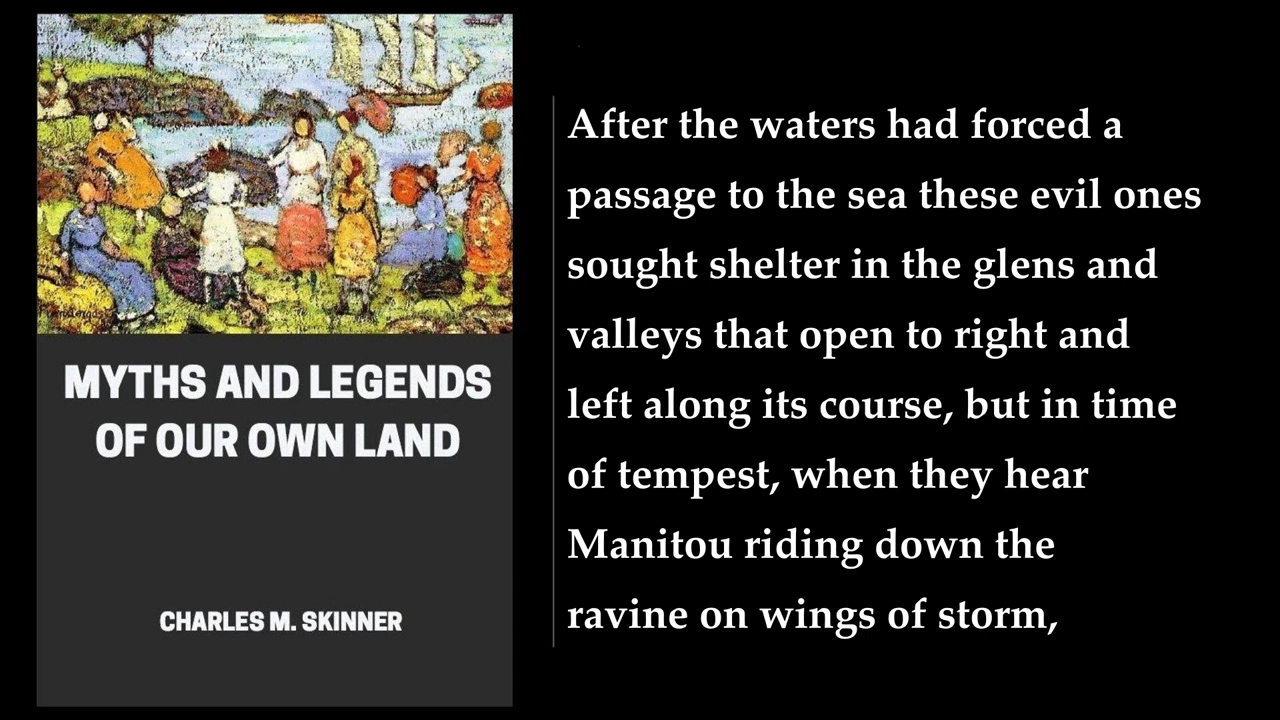 MYTHS AND LEGENDS
OF OUR OWN LAND
CHARLES M. SKINNER
After the waters had forced a
passage to the sea these evil ones
sought shelter in the glens and
valleys that open to right and
left along its course, but in time
of tempest, when they hear
Manitou riding down the
ravine on wings of storm,